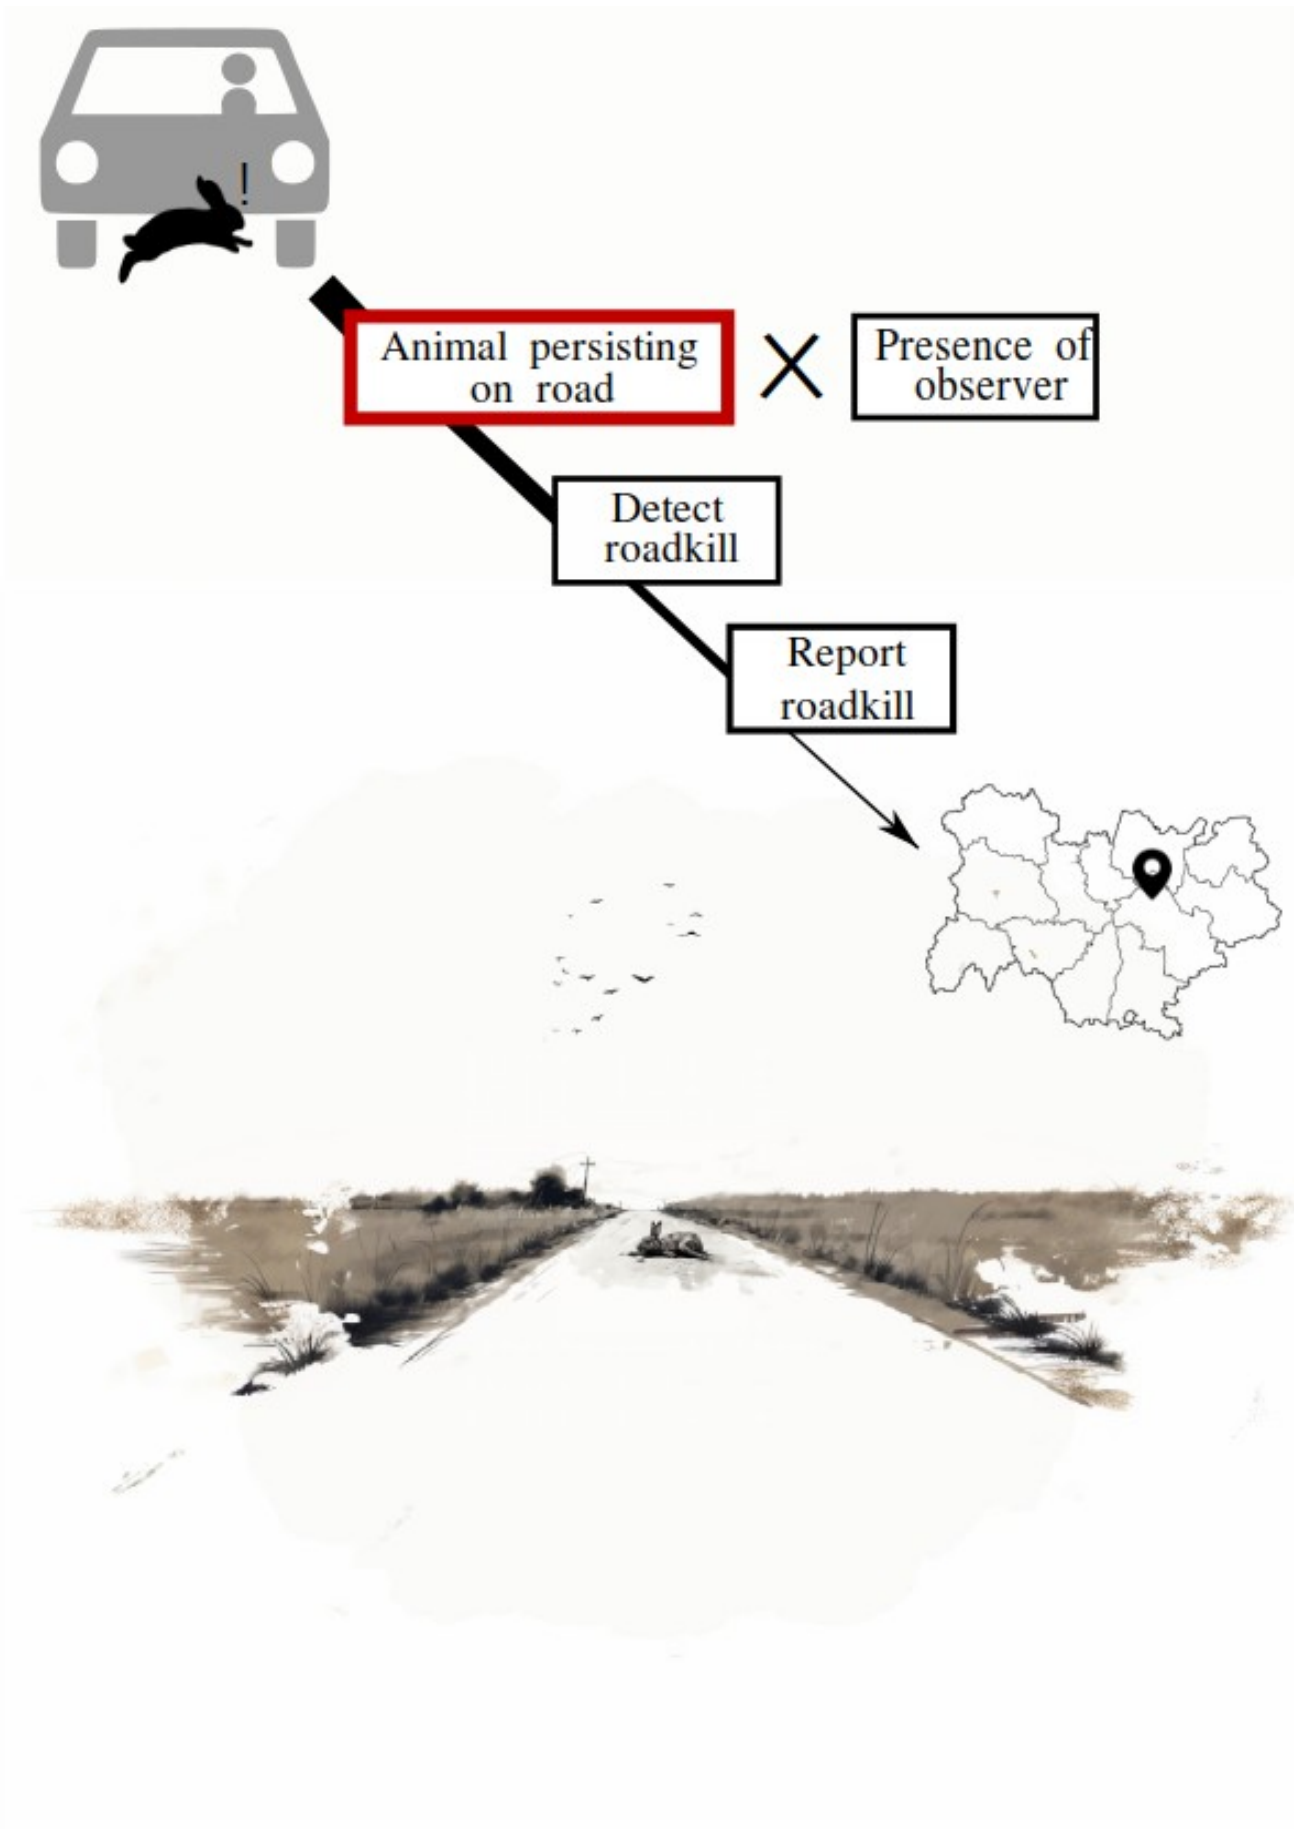 !
Animal persisting
on road
Presence of
observer
Detect
roadkill
Report
roadkill